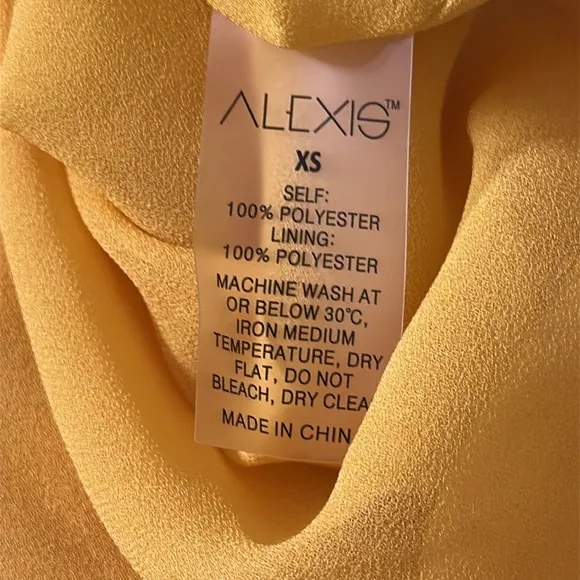 ALEXIS™
XS
SELF:
100% POLYESTER
LINING:
100% POLYESTER
MACHINE WASH AT
OR BELOW 30℃,
IRON MEDIUM
TEMPERATURE, DRY
FLAT, DO NOT
BLEACH, DRY CLEA
MADE IN CHIN